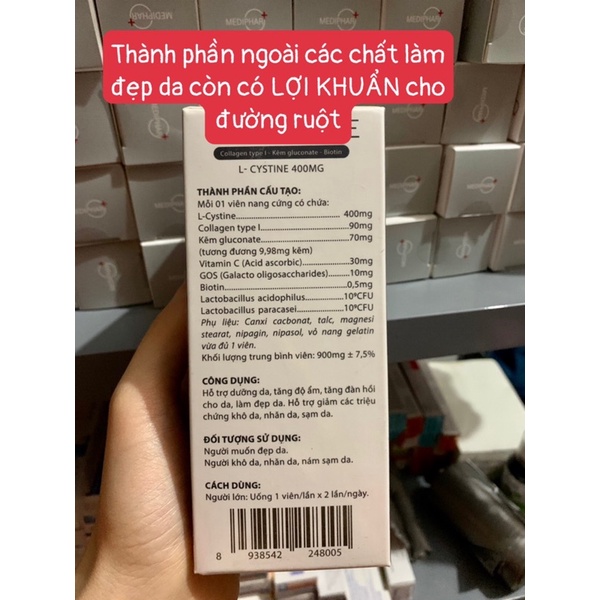 MEDIPHAR
MEDIPHAR
Thành phần ngoài các chất làm
đẹp da còn có LỢI KHUẨN cho
đường ruột
Collagen type I - Kẽm gluconate - Biotin
L- CYSTINE 400MG
THÀNH PHẦN CẤU TẠO:
Mỗi 01 viên nang cứng có chứa:
L-Cystine 400mg
Collagen type I 90mg
Kẽm gluconate 70mg
(tương đương 9,98mg kẽm)
Vitamin C (Acid ascorbic) 30mg
GOS (Galacto oligosaccharides) 10mg
Biotin 0,5mg
Lactobacillus acidophilus 10⁸CFU
Lactobacillus paracasei 10⁸CFU
Phụ liệu: Canxi cacbonat, talc, magnesi
stearat, nipagin, nipasol, vỏ nang gelatin
vừa đủ 1 viên.
Khối lượng trung bình viên: 900mg ± 7,5%
CÔNG DỤNG:
Hỗ trợ dưỡng da, tăng độ ẩm, tăng đàn hồi
cho da, làm đẹp da. Hỗ trợ giảm các triệu
chứng khô da, nhăn da, sạm da.
ĐỐI TƯỢNG SỬ DỤNG:
Người muốn đẹp da.
Người khô da, nhăn da, nám sạm da.
CÁCH DÙNG:
Người lớn: Uống 1 viên/lần x 2 lần/ngày.
8 938542 248005